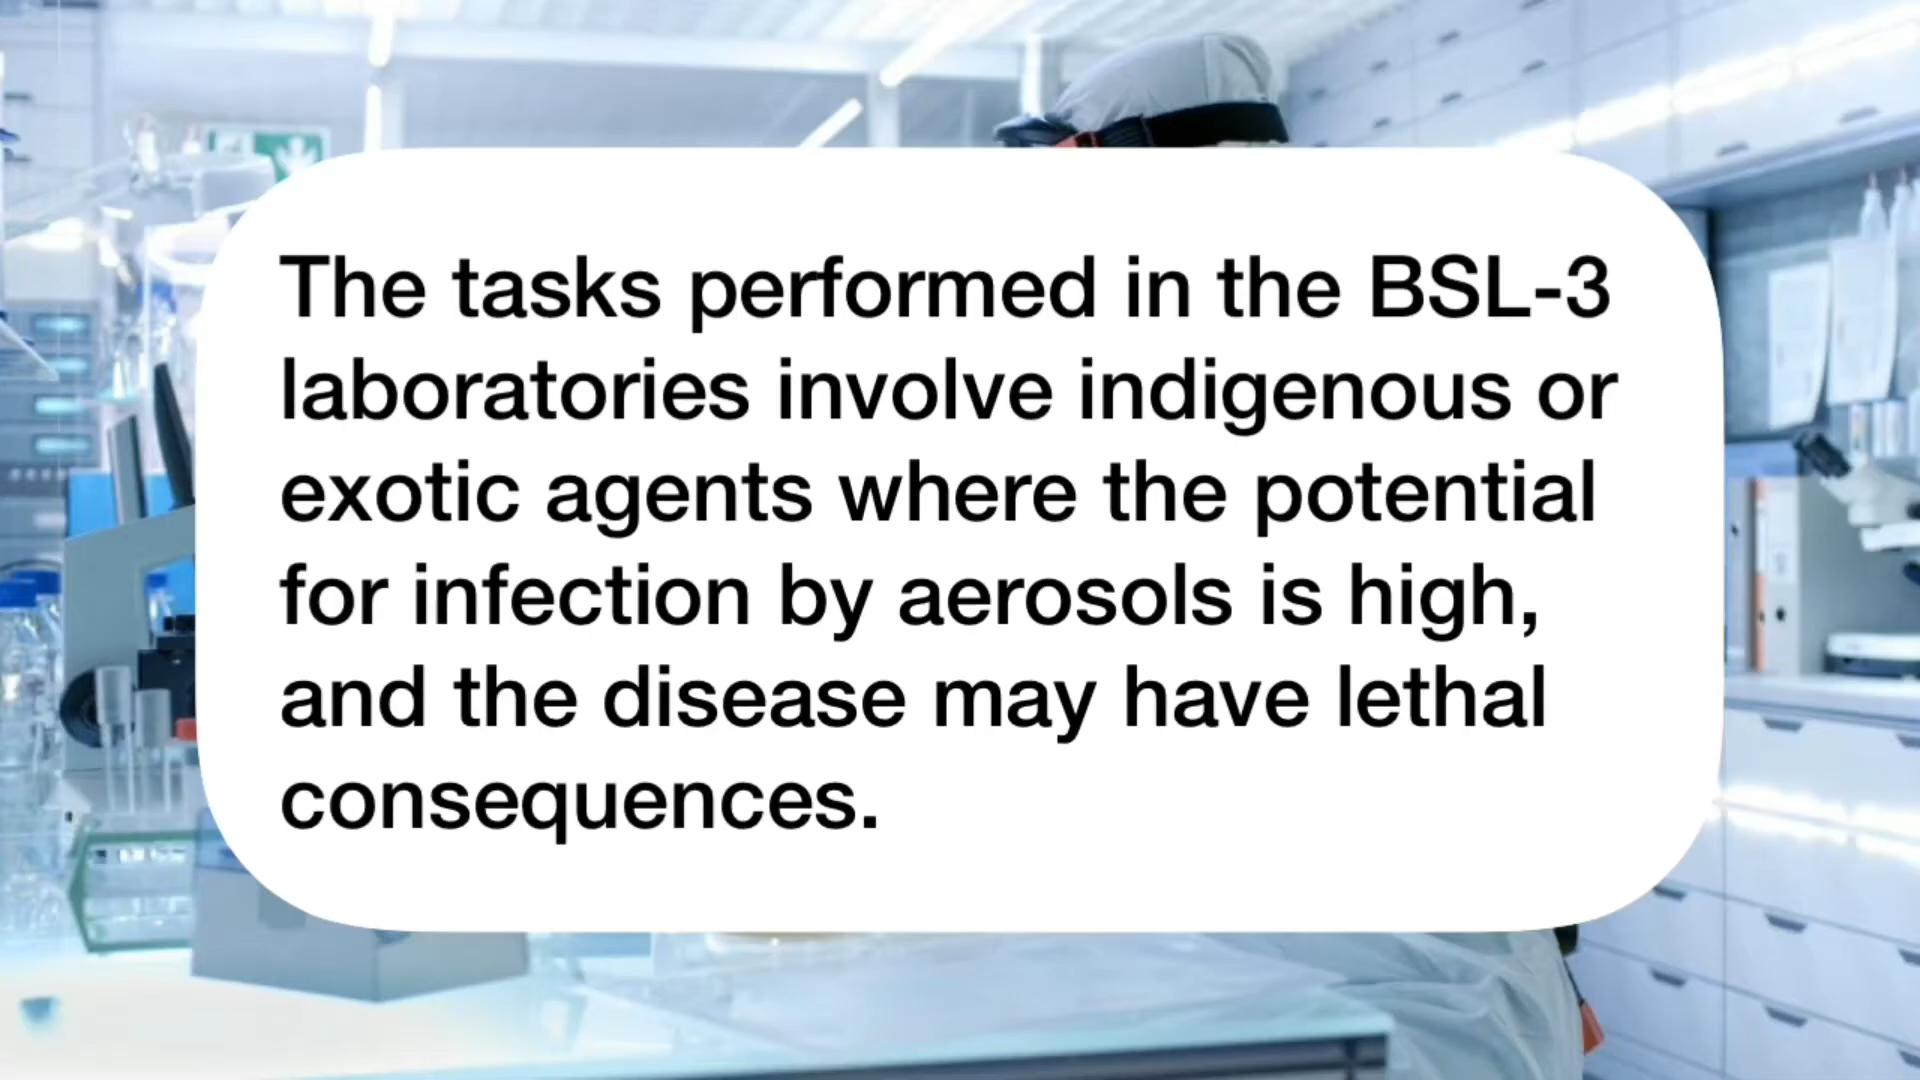 The tasks performed in the BSL-3
laboratories involve indigenous or
exotic agents where the potential
for infection by aerosols is high,
and the disease may have lethal
consequences.